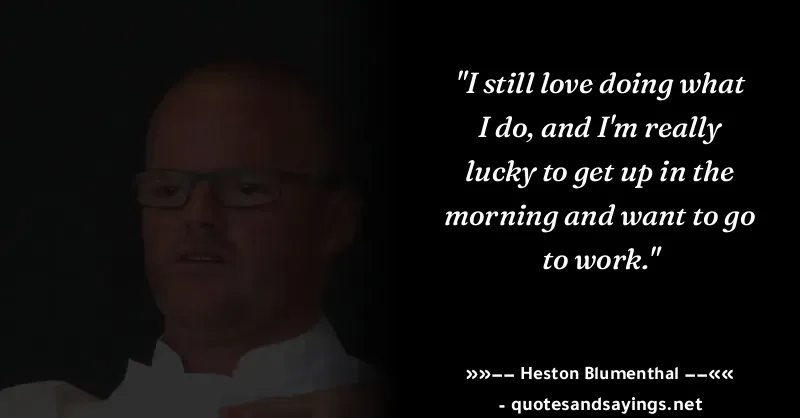 "I still love doing what
I do, and I'm really
lucky to get up in the
morning and want to go
to work."
»»−− Heston Blumenthal −−««
- quotesandsayings.net